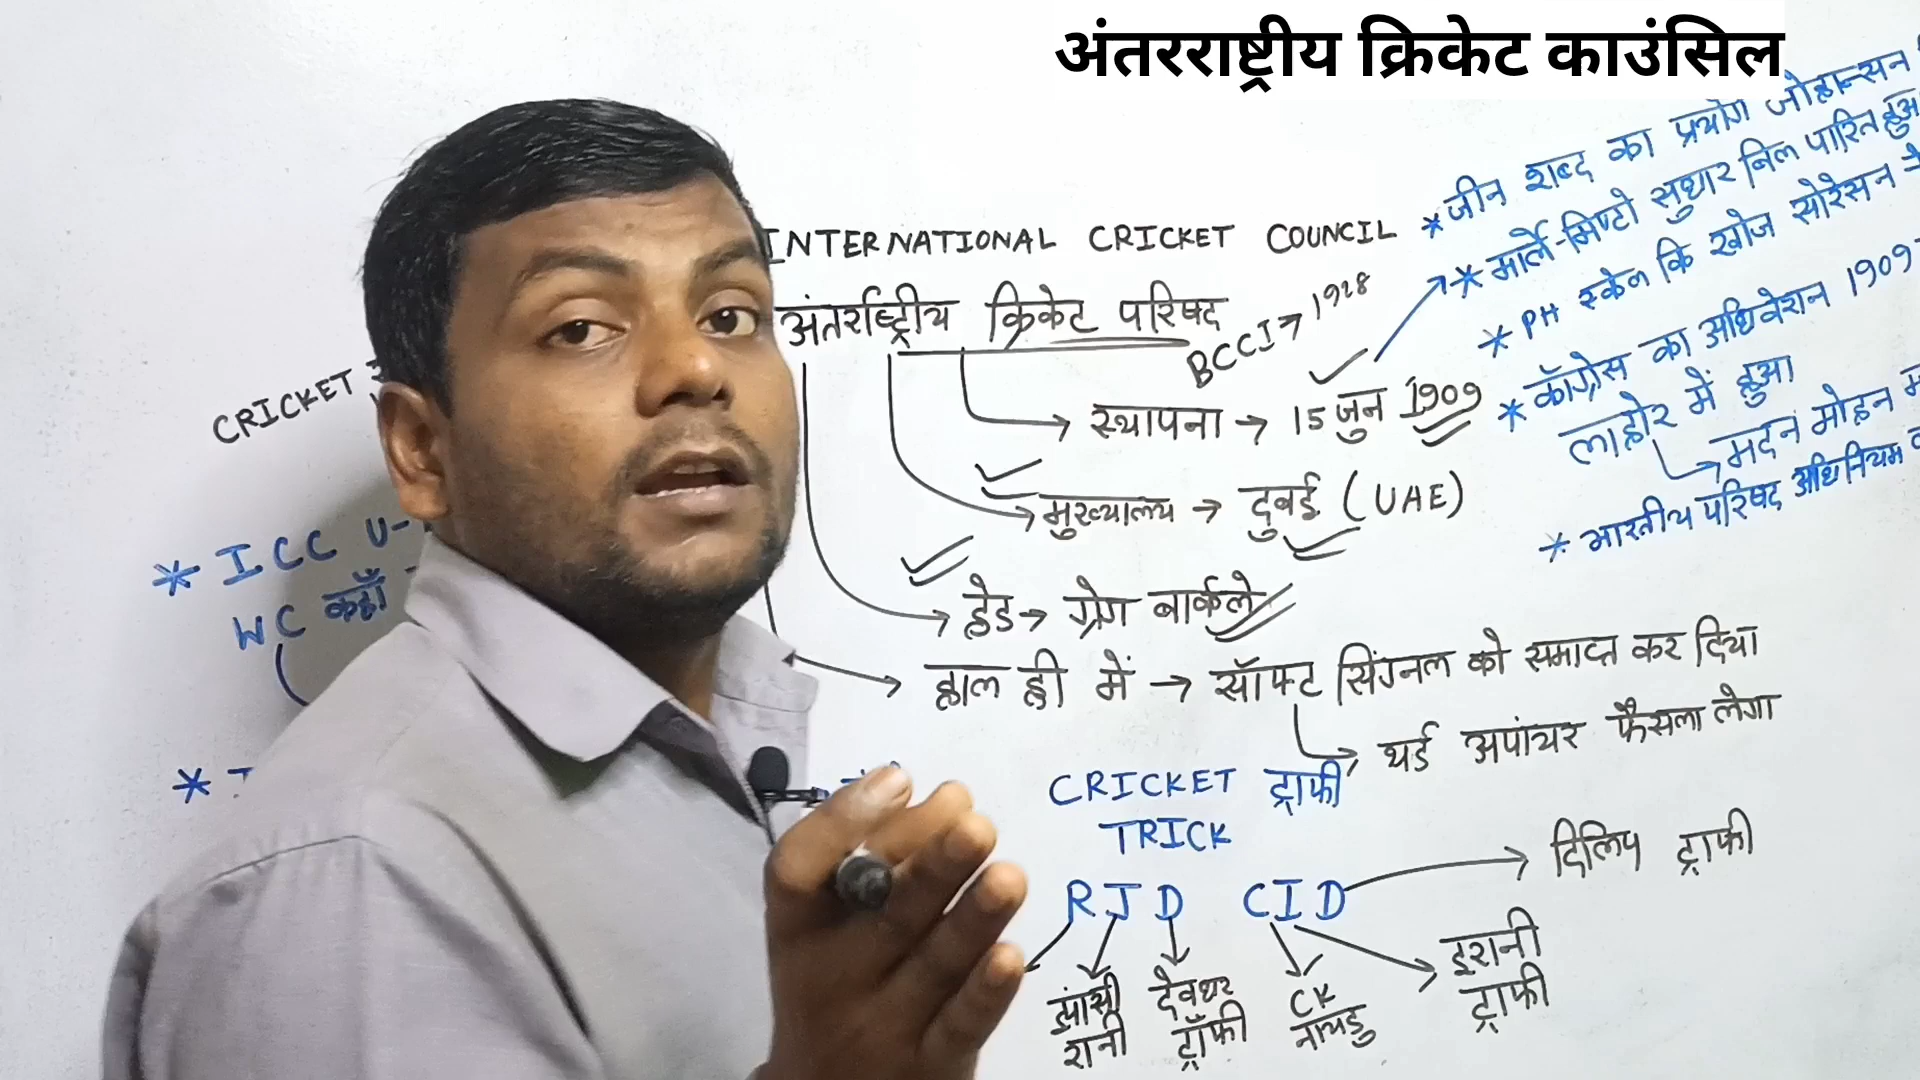 अंतरराष्ट्रीय क्रिकेट काउंसिल
INTERNATIONAL CRICKET COUNCIL
अंतर्राष्ट्रीय क्रिकेट परिषद
BCCI → 1928
स्थापना → 15 जुन 1909
मुख्यालय → दुबई (UAE)
हेड → ग्रेग बार्कले
हाल ही में → सॉफ्ट सिंगनल को समाप्त कर दिया
थर्ड अपांयर फैसला लेगा
* जीन शब्द का प्रयोग जोहान्सन
* मार्ले-मिण्टो सुधार बिल पारित हुआ
* PH स्केल कि खोज सोरेसन ने
* कॉग्रेस का अधिवेशन 1909
लाहोर में हुआ
मदन मोहन
* भारतीय परिषद अधिनियम
CRICKET
* ICC U-
WC कहाँ
*
CRICKET ट्राफी
TRICK
RJD CID
दिलिप ट्राफी
इरानी
ट्राफी
झांसी
रानी
देवधर
ट्रॉफी
CK
नायडु